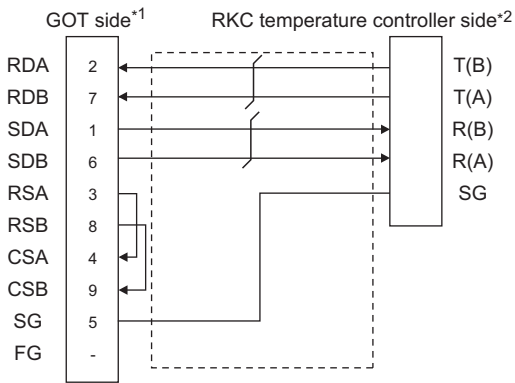 GOT side*1 RKC temperature controller side*2
RDA 2 T(B)
RDB 7 T(A)
SDA 1 R(B)
SDB 6 R(A)
RSA 3 SG
RSB 8
CSA 4
CSB 9
SG 5
FG -